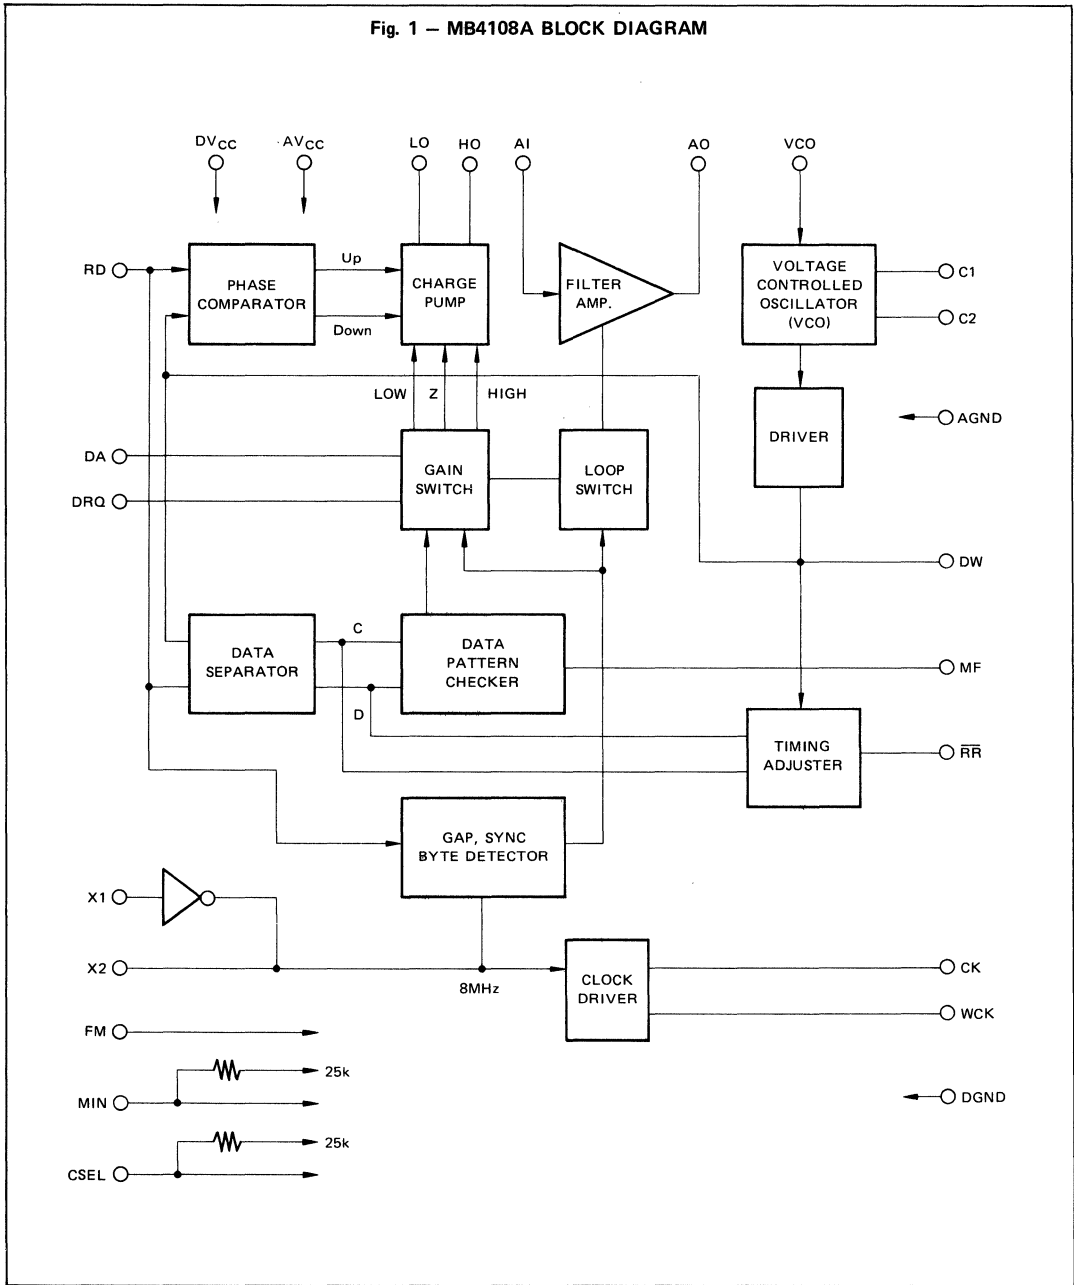 Fig. 1 – MB4108A BLOCK DIAGRAM
DVCC
AVCC
LO
HO
AI
AO
VCO
RD
PHASE
COMPARATOR
Up
Down
CHARGE
PUMP
FILTER
AMP.
VOLTAGE
CONTROLLED
OSCILLATOR
(VCO)
C1
C2
LOW
Z
HIGH
DRIVER
AGND
DA
DRQ
GAIN
SWITCH
LOOP
SWITCH
DW
DATA
SEPARATOR
C
D
DATA
PATTERN
CHECKER
MF
TIMING
ADJUSTER
R̅R̅
GAP, SYNC
BYTE DETECTOR
X1
X2
8MHz
CLOCK
DRIVER
CK
WCK
FM
25k
MIN
DGND
25k
CSEL